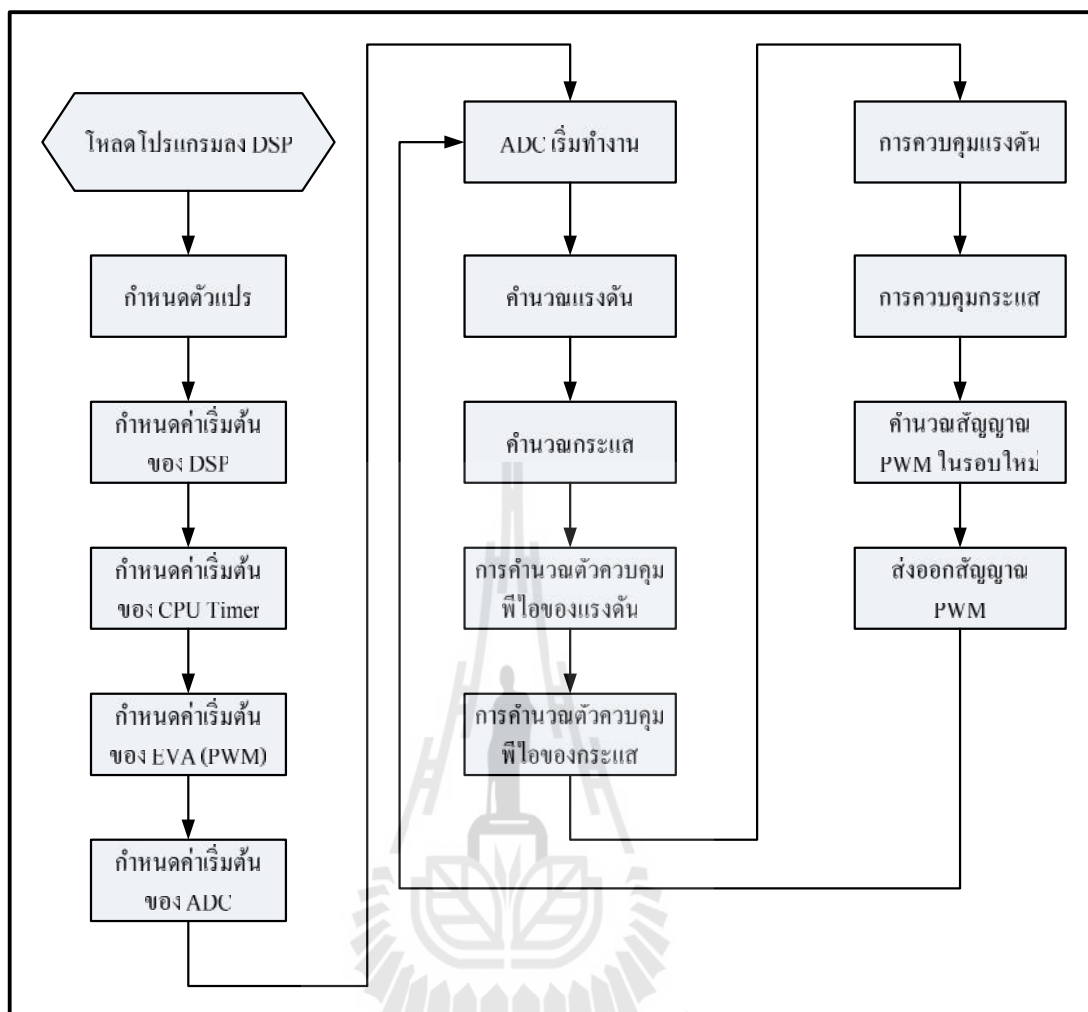 โหลดโปรแกรมลง DSP
กำหนดตัวแปร
กำหนดค่าเริ่มต้น
ของ DSP
กำหนดค่าเริ่มต้น
ของ CPU Timer
กำหนดค่าเริ่มต้น
ของ EVA (PWM)
กำหนดค่าเริ่มต้น
ของ ADC
ADC เริ่มทำงาน
คำนวณแรงดัน
คำนวณกระแส
การคำนวณตัวควบคุม
พีไอของแรงดัน
การคำนวณตัวควบคุม
พีไอของกระแส
การควบคุมแรงดัน
การควบคุมกระแส
คำนวณสัญญาณ
PWM ในรอบใหม่
ส่งออกสัญญาณ
PWM